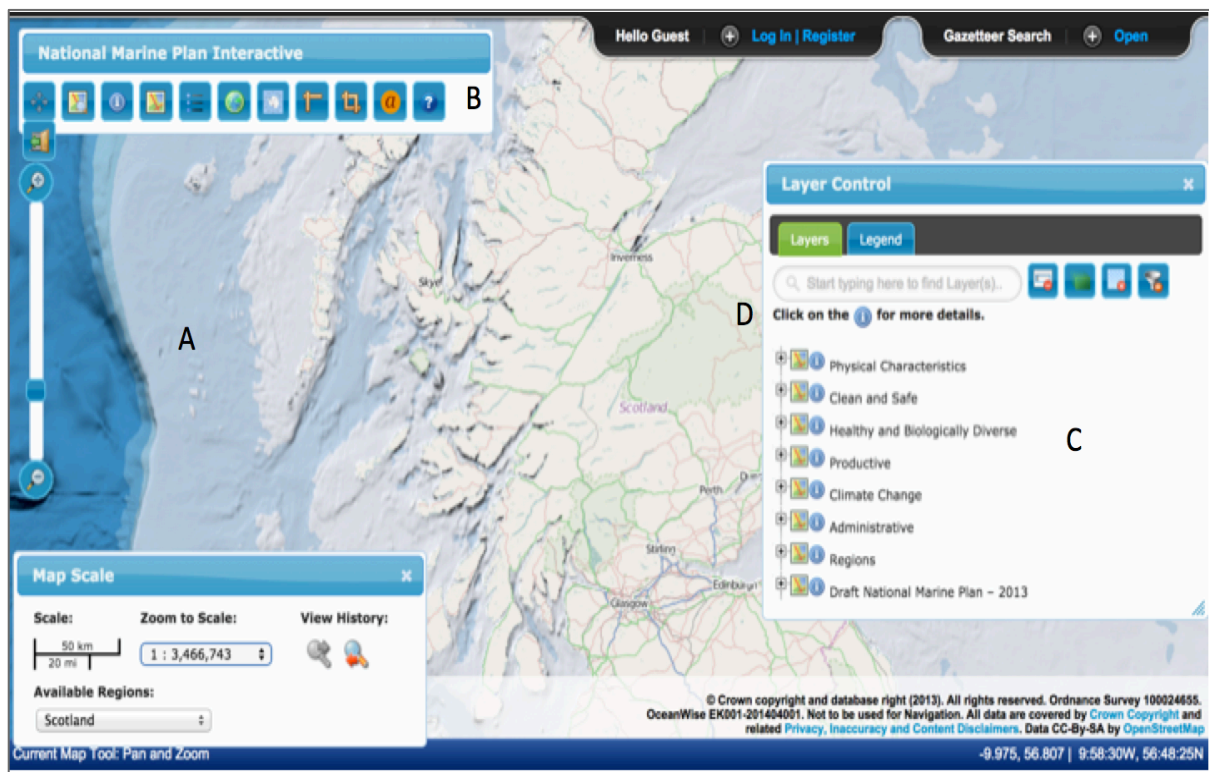 Hello Guest
Log In | Register
Gazetteer Search
Open
National Marine Plan Interactive
a
?
B
Layer Control
Layers
Legend
Start typing here to find Layer(s)..
D
Click on the i for more details.
Physical Characteristics
Clean and Safe
Healthy and Biologically Diverse
C
Productive
Climate Change
Administrative
Regions
Draft National Marine Plan – 2013
A
Inverness
Skye
Scotland
Perth
Stirling
Edinburgh
Glasgow
Map Scale
Scale:
Zoom to Scale:
View History:
50 km
20 mi
1 : 3,466,743
Available Regions:
Scotland
© Crown copyright and database right (2013). All rights reserved. Ordnance Survey 100024655.
OceanWise EK001-201404001. Not to be used for Navigation. All data are covered by Crown Copyright and
related Privacy, Inaccuracy and Content Disclaimers. Data CC-By-SA by OpenStreetMap
Current Map Tool: Pan and Zoom
-9.975, 56.807 | 9:58:30W, 56:48:25N